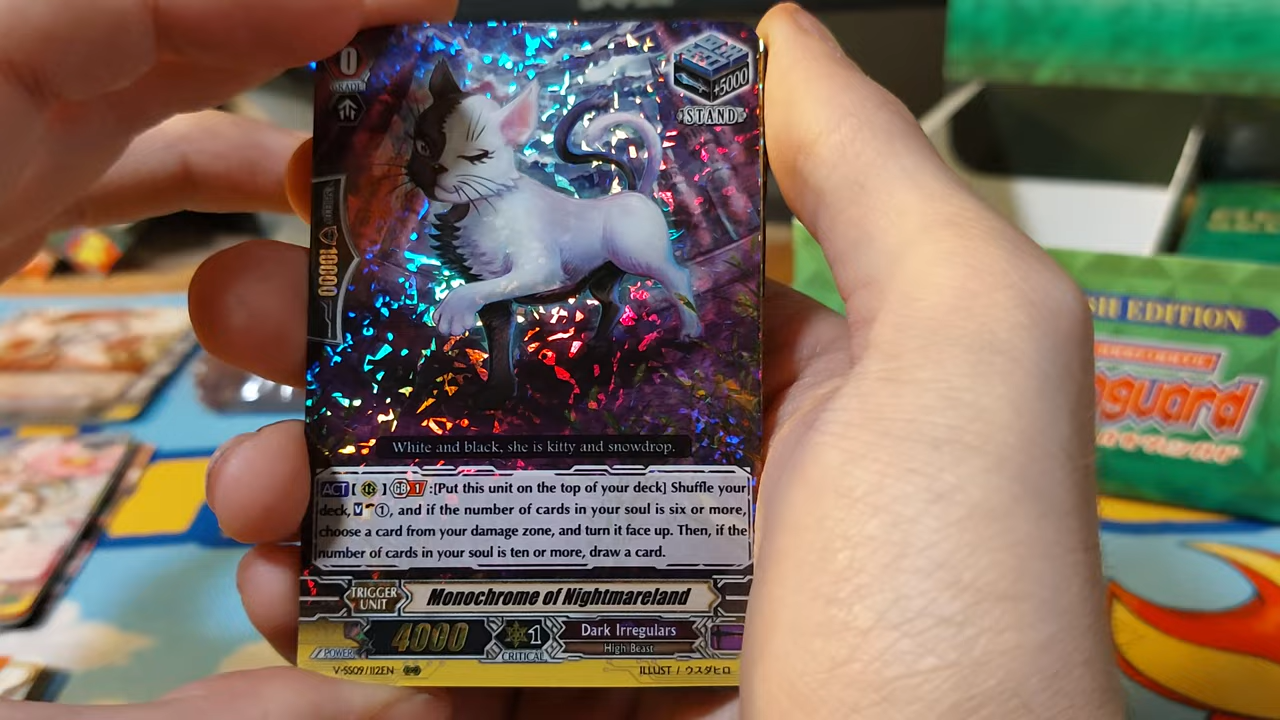 0
GRADE
+5000
STAND
10000
White and black, she is kitty and snowdrop.
ACT [ ] GB 1 :[Put this unit on the top of your deck] Shuffle your
deck, V ①, and if the number of cards in your soul is six or more,
choose a card from your damage zone, and turn it face up. Then, if the
number of cards in your soul is ten or more, draw a card.
TRIGGER
UNIT
Monochrome of Nightmareland
POWER
4000
1
CRITICAL
Dark Irregulars
High Beast
V-SS09/112EN
ILLUST / ウスダヒロ
SH EDITION
guard